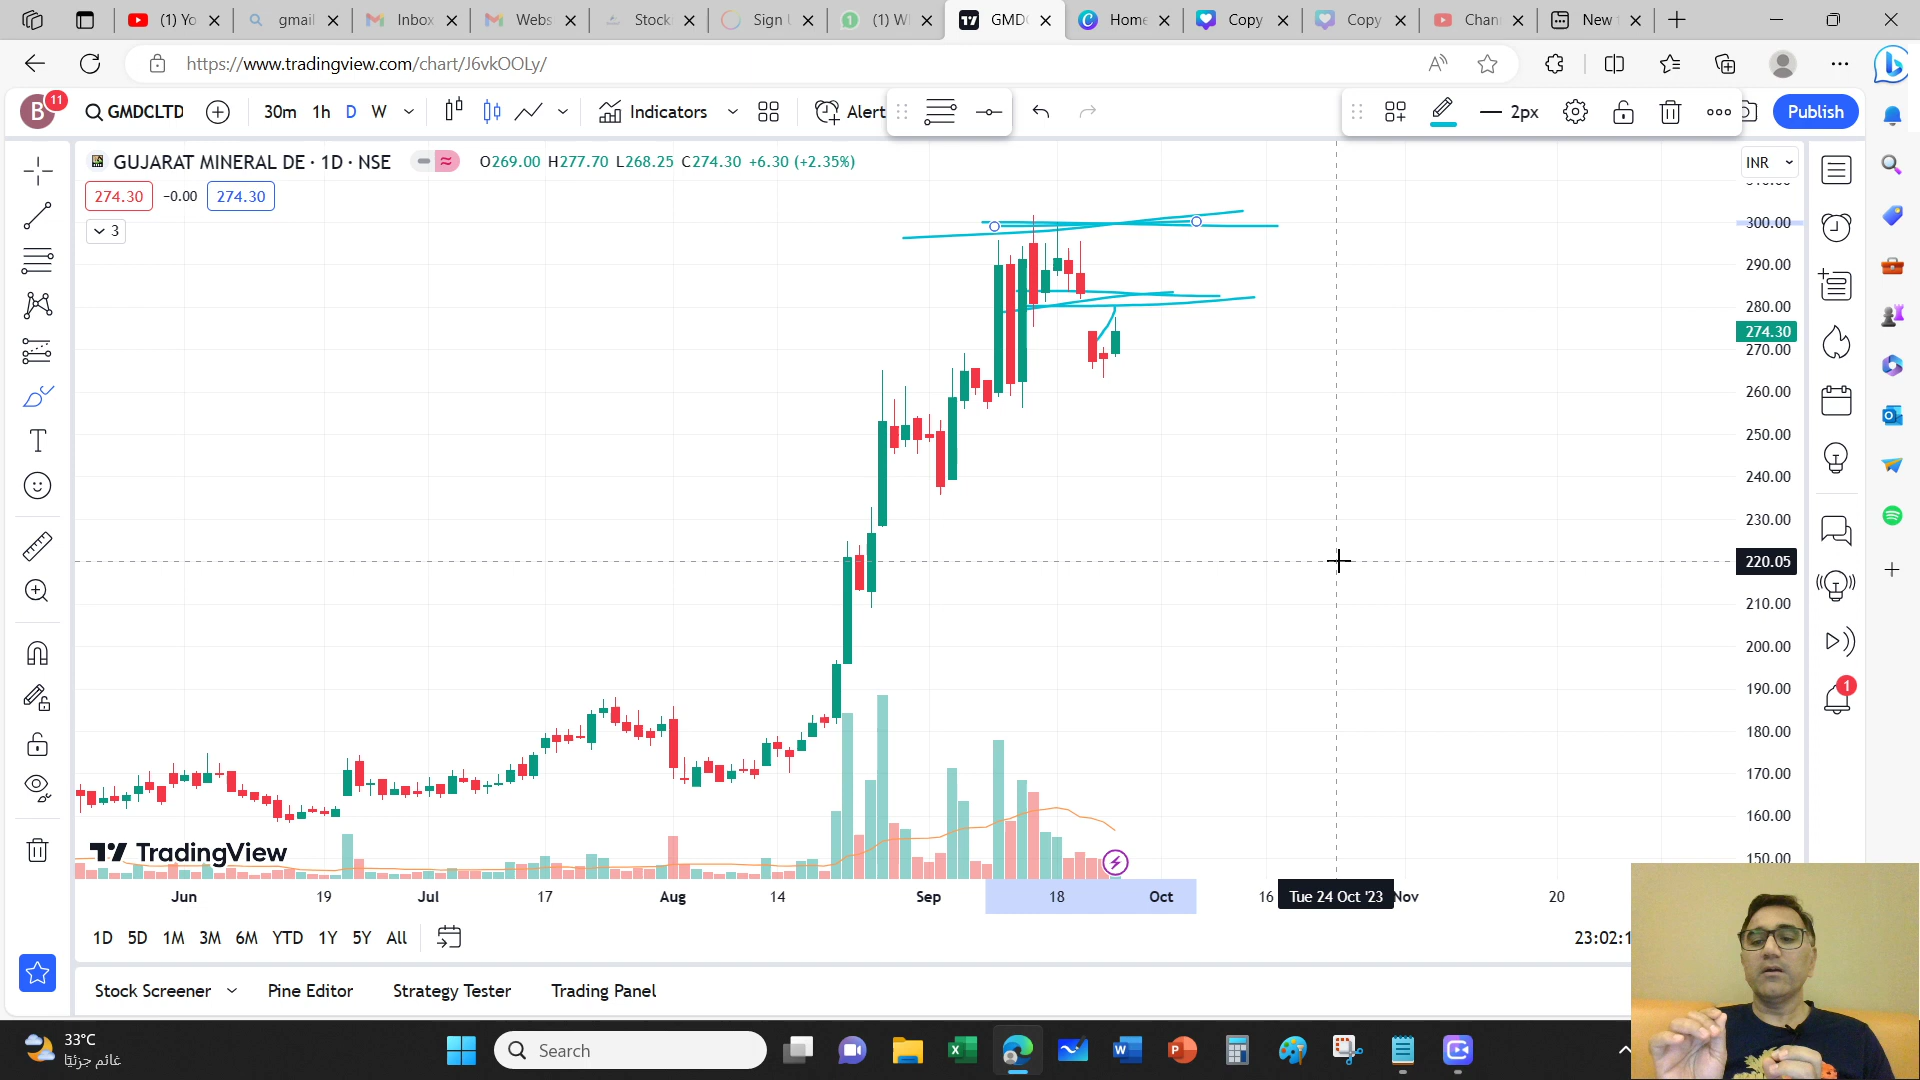 (1) Yo
gmail
Inbox
Webs
Stock
Sign
(1) W
GMD
Home
Copy
Copy
Chan
New
https://www.tradingview.com/chart/J6vkOOLy/
B 11 GMDCLTD 30m 1h D W Indicators Alert 2px Publish
GUJARAT MINERAL DE · 1D · NSE O269.00 H277.70 L268.25 C274.30 +6.30 (+2.35%)
INR
274.30 −0.00 274.30
3
300.00
290.00
280.00
274.30
270.00
260.00
250.00
240.00
230.00
220.05
210.00
200.00
190.00
180.00
170.00
160.00
150.00
1
TradingView
Jun 19 Jul 17 Aug 14 Sep 18 Oct 16 Tue 24 Oct '23 Nov 20
1D 5D 1M 3M 6M YTD 1Y 5Y All 23:02:1
Stock Screener Pine Editor Strategy Tester Trading Panel
33°C
غائم جزئيًا
Search